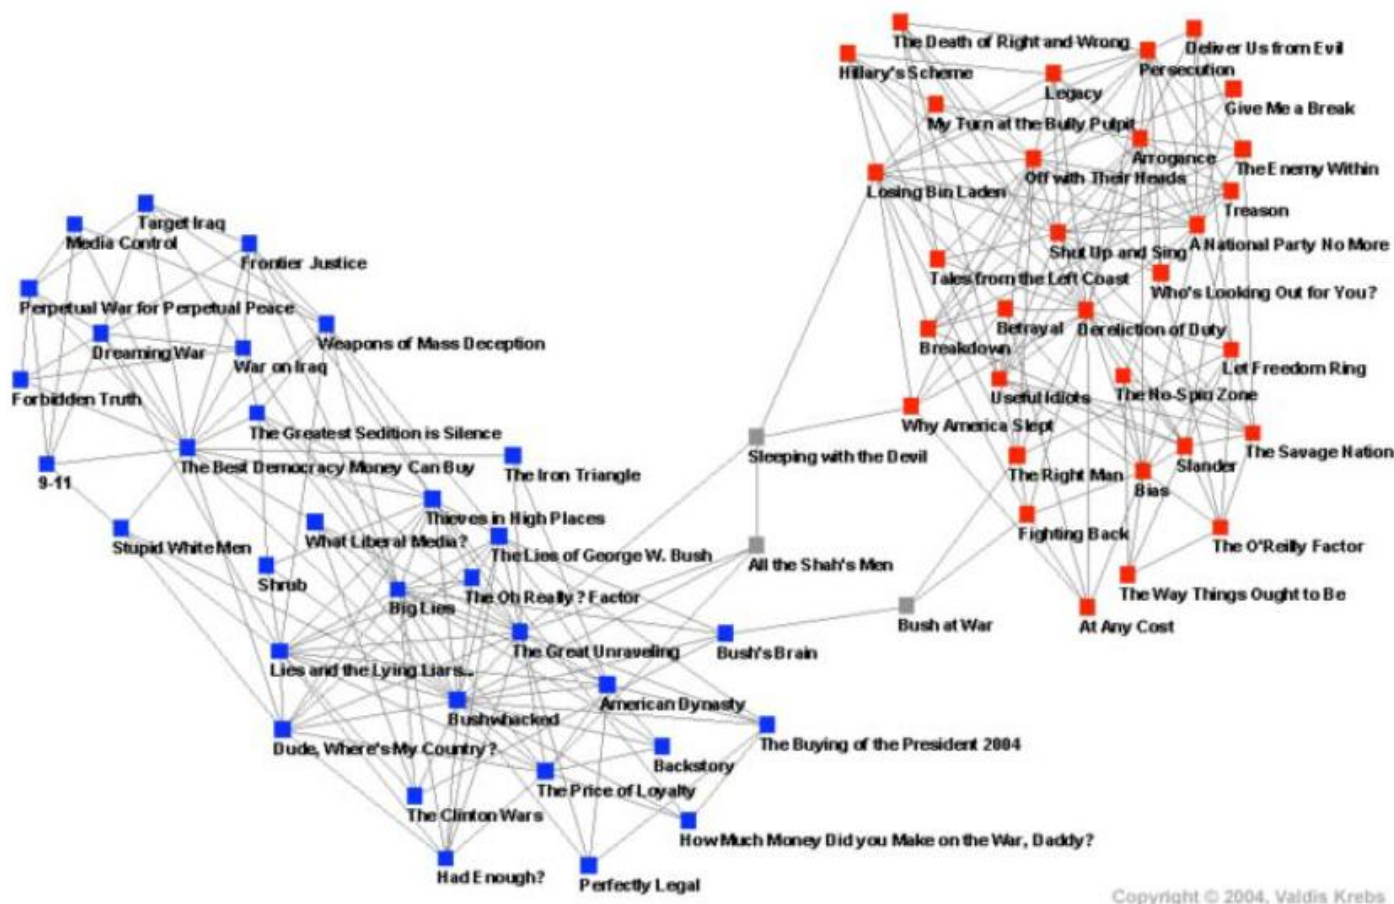 The Death of Right and Wrong
Deliver Us from Evil
Hillary's Scheme
Persecution
Legacy
Give Me a Break
My Turn at the Bully Pulpit
Arrogance
The Enemy Within
Off with Their Heads
Losing Bin Laden
Treason
Target Iraq
Media Control
A National Party No More
Shut Up and Sing
Frontier Justice
Tales from the Left Coast
Who's Looking Out for You?
Perpetual War for Perpetual Peace
Betrayal
Dereliction of Duty
Weapons of Mass Deception
Breakdown
Dreaming War
War on Iraq
Let Freedom Ring
Forbidden Truth
Useful Idiots
The No-Spin Zone
Why America Slept
The Greatest Sedition is Silence
Sleeping with the Devil
The Savage Nation
The Best Democracy Money Can Buy
Slander
9-11
The Iron Triangle
The Right Man
Bias
Thieves in High Places
Fighting Back
What Liberal Media?
Stupid White Men
The O'Reilly Factor
The Lies of George W. Bush
All the Shah's Men
Shrub
The Oh Really? Factor
The Way Things Ought to Be
Big Lies
Bush at War
At Any Cost
The Great Unraveling
Bush's Brain
Lies and the Lying Liars...
American Dynasty
Bushwhacked
Dude, Where's My Country?
The Buying of the President 2004
Backstory
The Price of Loyalty
The Clinton Wars
How Much Money Did you Make on the War, Daddy?
Had Enough?
Perfectly Legal
Copyright © 2004, Valdis Krebs